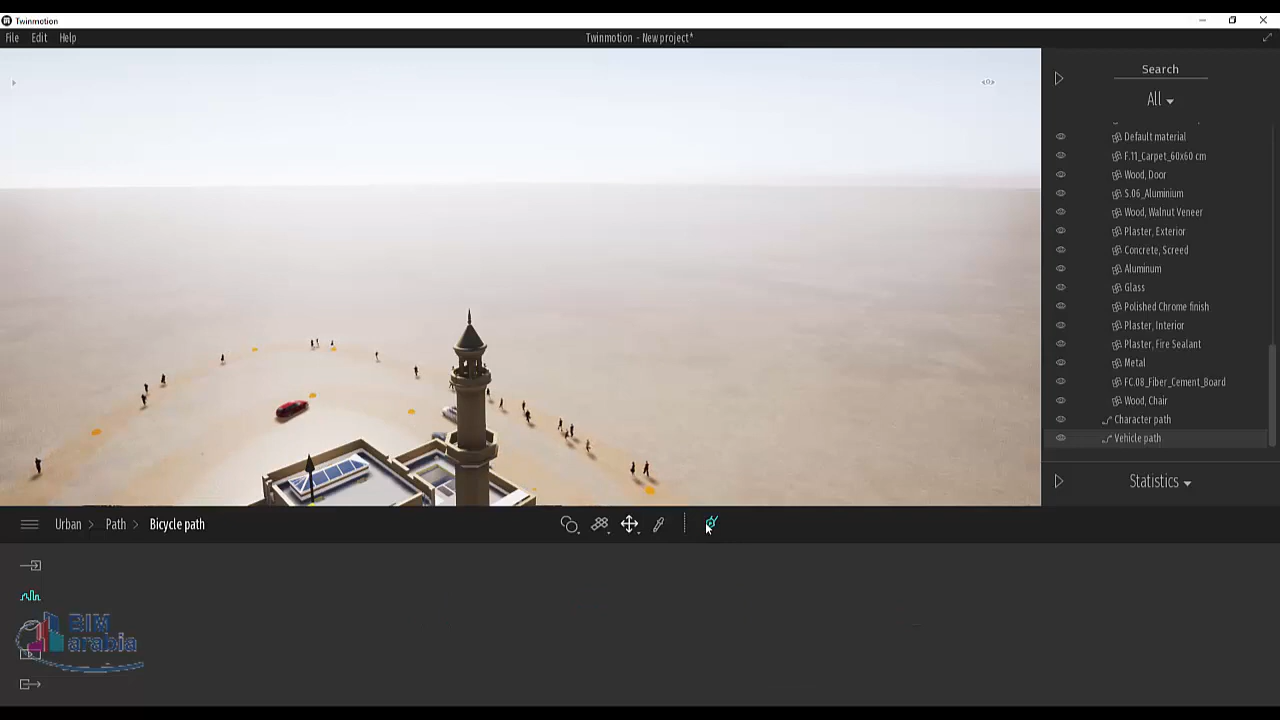 Twinmotion
File Edit Help
Twinmotion - New project*
Search
All
Default material
F.11_Carpet_60x60 cm
Wood, Door
S.06_Aluminium
Wood, Walnut Veneer
Plaster, Exterior
Concrete, Screed
Aluminum
Glass
Polished Chrome finish
Plaster, Interior
Plaster, Fire Sealant
Metal
FC.08_Fiber_Cement_Board
Wood, Chair
Character path
Vehicle path
Statistics
Urban > Path > Bicycle path
BIM
arabia